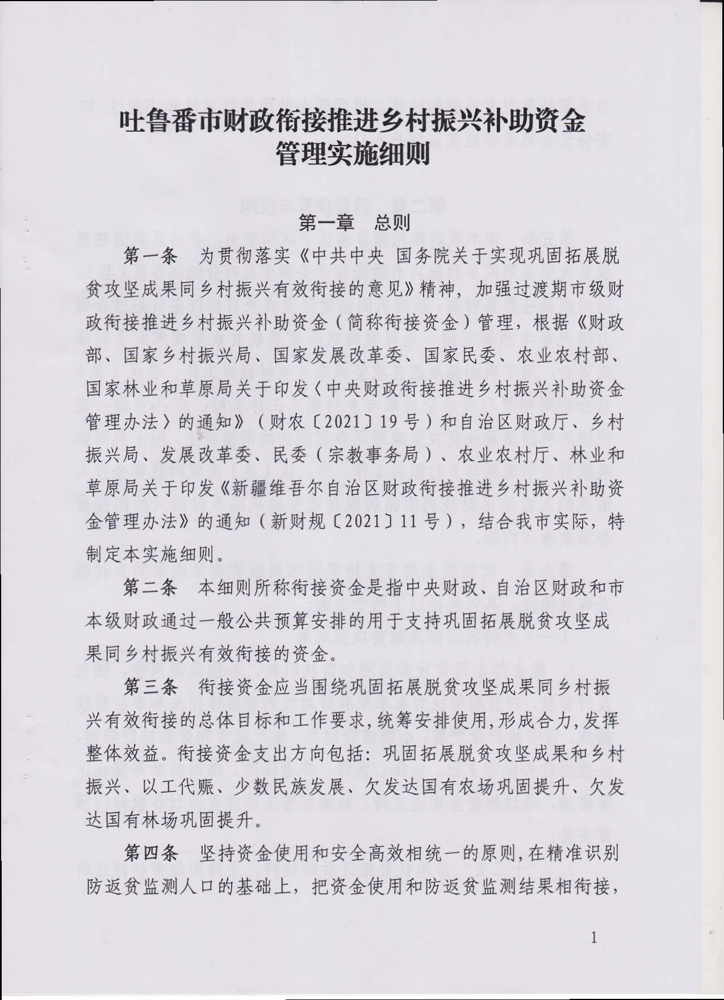 吐鲁番市财政衔接推进乡村振兴补助资金
管理实施细则
第一章 总则
第一条 为贯彻落实《中共中央 国务院关于实现巩固拓展脱
贫攻坚成果同乡村振兴有效衔接的意见》精神，加强过渡期市级财
政衔接推进乡村振兴补助资金（简称衔接资金）管理，根据《财政
部、国家乡村振兴局、国家发展改革委、国家民委、农业农村部、
国家林业和草原局关于印发〈中央财政衔接推进乡村振兴补助资金
管理办法〉的通知》（财农〔2021〕19 号）和自治区财政厅、乡村
振兴局、发展改革委、民委（宗教事务局）、农业农村厅、林业和
草原局关于印发《新疆维吾尔自治区财政衔接推进乡村振兴补助资
金管理办法》的通知（新财规〔2021〕11 号），结合我市实际，特
制定本实施细则。
第二条 本细则所称衔接资金是指中央财政、自治区财政和市
本级财政通过一般公共预算安排的用于支持巩固拓展脱贫攻坚成
果同乡村振兴有效衔接的资金。
第三条 衔接资金应当围绕巩固拓展脱贫攻坚成果同乡村振
兴有效衔接的总体目标和工作要求,统筹安排使用,形成合力,发挥
整体效益。衔接资金支出方向包括：巩固拓展脱贫攻坚成果和乡村
振兴、以工代赈、少数民族发展、欠发达国有农场巩固提升、欠发
达国有林场巩固提升。
第四条 坚持资金使用和安全高效相统一的原则,在精准识别
防返贫监测人口的基础上，把资金使用和防返贫监测结果相衔接，
1